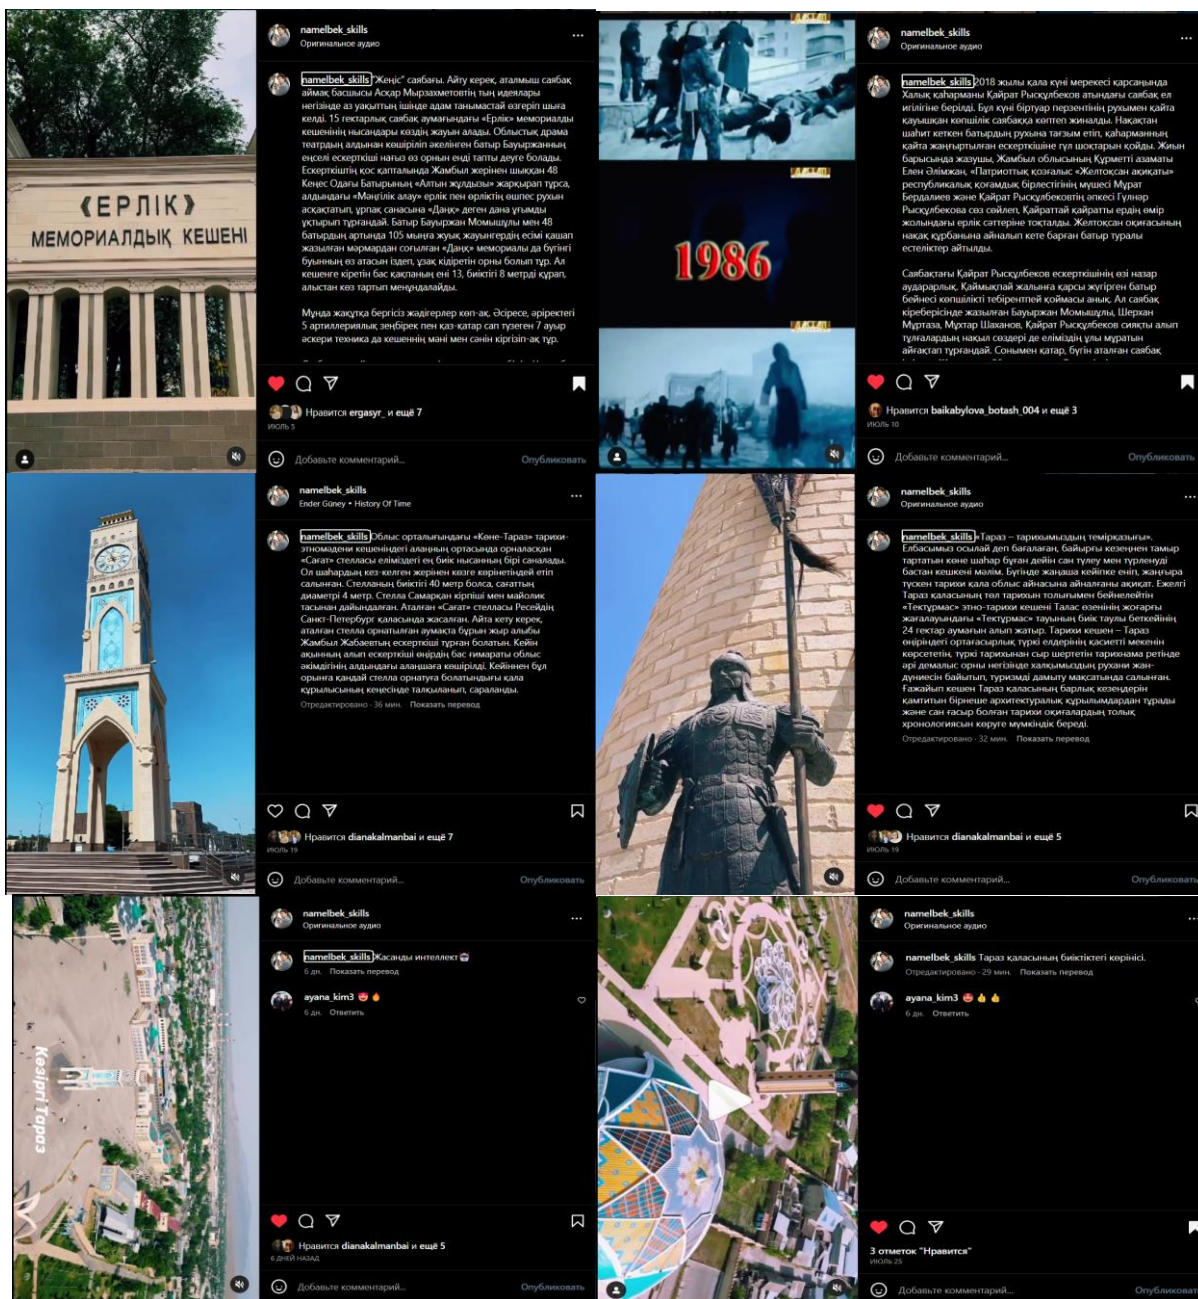 namelbek_skills
Оригинальное аудио
namelbek_skills "Жеңіс" саябағы. Айту керек, аталмыш саябақ
аймақ басшысы Асқар Мырзахметовтің тың идеялары
негізінде аз уақыттың ішінде адам танымастай өзгеріп шыға
келді. 15 гектарлық саябақ аумағындағы «Ерлік» мемориалды
кешенінің нысандары көздің жауын алады. Облыстық драма
театрдың алдынан көшіріліп әкелінген батыр Бауыржанның
еңселі ескерткіші нағыз өз орнын енді тапты деуге болады.
Ескерткіштің қос қапталында Жамбыл жерінен шыққан 48
Кеңес Одағы Батырының «Алтын жұлдызы» жарқырап тұрса,
алдындағы «Мәңгілік алау» ерлік пен өрліктің өшпес рухын
асқақтатып, ұрпақ санасына «Даңқ» деген дана ұғымды
ұқтырып тұрғандай. Батыр Бауыржан Момышұлы мен 48
батырдың артында 105 мыңға жуық жауынгердің есімі қашап
жазылған мәрмардан соғылған «Даңқ» мемориалы да бүгінгі
буынның өз атасын іздеп, ұзақ кідіретін орны болып тұр. Ал
кешенге кіретін бас қақпаның ені 13, биіктігі 8 метрді құрап,
алыстан көз тартып менмұндалайды.
Мұнда жақұтқа бергісіз жәдігерлер көп-ақ. Әсіресе, әріректегі
5 артиллериялық зеңбірек пен қаз-қатар сап түзеген 7 ауыр
әскери техника да кешеннің мәні мен сәнін кіргізіп-ақ тұр.
«ЕРЛІК»
МЕМОРИАЛДЫҚ КЕШЕНІ
Нравится ergasyr_ и ещё 7
ИЮЛЬ 5
Добавьте комментарий...
Опубликовать
namelbek_skills
Оригинальное аудио
namelbek_skills 2018 жылы қала күні мерекесі қарсаңында
Халық қаһарманы Қайрат Рысқұлбеков атындағы саябақ ел
игілігіне берілді. Бұл күні біртуар перзентінің рухымен қайта
қауышқан көпшілік саябаққа көптеп жиналды. Нақақтан
шаһит кеткен батырдың рухына тағзым етіп, қаһарманның
қайта жаңғыртылған ескерткішіне гүл шоқтарын қойды. Жиын
барысында жазушы, Жамбыл облысының Құрметті азаматы
Елен Әлімжан, «Патриоттық қозғалыс «Желтоқсан ақиқаты»
республикалық қоғамдық бірлестігінің мүшесі Мұрат
Бердалиев және Қайрат Рысқұлбековтің әпкесі Гүлнәр
Рысқұлбекова сөз сөйлеп, Қайраттай қайратты ердің өмір
жолындағы ерлік сәттеріне тоқталды. Желтоқсан оқиғасының
нақақ құрбанына айналып кете барған батыр туралы
естеліктер айтылды.
Саябақтағы Қайрат Рысқұлбеков ескерткішінің өзі назар
аударарлық. Қаймықпай жалынға қарсы жүгірген батыр
бейнесі көпшілікті тебірентпей қоймасы анық. Ал саябақ
кіреберісінде жазылған Бауыржан Момышұлы, Шерхан
Мұртаза, Мұхтар Шаханов, Қайрат Рысқұлбеков сияқты алып
тұлғалардың нақыл сөздері де еліміздің ұлы мұратын
айғақтап тұрғандай. Сонымен қатар, бүгін аталған саябақ
1986
Нравится baikabylova_botash_004 и ещё 3
ИЮЛЬ 10
Добавьте комментарий...
Опубликовать
namelbek_skills
Ender Güney • History Of Time
namelbek_skills Облыс орталығындағы «Көне-Тараз» тарихи-
этномәдени кешеніндегі алаңның ортасында орналасқан
«Сағат» стелласы еліміздегі ең биік нысанның бірі саналады.
Ол шаһардың кез-келген жерінен көзге көрінетіндей етіп
салынған. Стелланың биіктігі 40 метр болса, сағаттың
диаметрі 4 метр. Стелла Самарқан кірпіші мен майолик
тасынан дайындалған. Аталған «Сағат» стелласы Ресейдің
Санкт-Петербург қаласында жасалған. Айта кету керек,
аталған стелла орнатылған аумақта бұрын жыр алыбы
Жамбыл Жабаевтың ескерткіші тұрған болатын. Кейін
ақынның алып ескерткіші өңірдің бас ғимараты облыс
әкімдігінің алдындағы алаңшаға көшірілді. Кейіннен бұл
орынға қандай стелла орнатуға болатындығы қала
құрылысының кеңесінде талқыланып, сараланды.
Отредактировано · 36 мин. Показать перевод
Нравится dianakalmanbai и ещё 7
ИЮЛЬ 19
Добавьте комментарий...
Опубликовать
namelbek_skills
Оригинальное аудио
namelbek_skills «Тараз – тарихымыздың темірқазығы».
Елбасымыз осылай деп бағалаған, байырғы кезеңнен тамыр
тартатын көне шаһар бұған дейін сан түлеу мен түрленуді
бастан кешкені мәлім. Бүгінде жаңаша кейіпке еніп, жаңғыра
түскен тарихи қала облыс айнасына айналғаны ақиқат. Ежелгі
Тараз қаласының төл тарихын толығымен бейнелейтін
«Тектұрмас» этно-тарихи кешені Талас өзенінің жоғарғы
жағалауындағы «Тектұрмас» тауының биік таулы беткейінің
24 гектар аумағын алып жатыр. Тарихи кешен – Тараз
өңіріндегі ортағасырлық түркі елдерінің қасиетті мекенін
көрсететін, түркі тарихынан сыр шертетін тарихнама ретінде
әрі демалыс орны негізінде халқымыздың рухани жан-
дүниесін байытып, туризмді дамыту мақсатында салынған.
Ғажайып кешен Тараз қаласының барлық кезеңдерін
қамтитын бірнеше архитектуралық құрылымдардан тұрады
және сан ғасыр болған тарихи оқиғалардың толық
хронологиясын көруге мүмкіндік береді.
Отредактировано · 32 мин. Показать перевод
Нравится dianakalmanbai и ещё 5
ИЮЛЬ 19
Добавьте комментарий...
Опубликовать
Көзіргі Тараз
namelbek_skills
Оригинальное аудио
namelbek_skills Жасанды интеллект
6 дн. Показать перевод
ayana_kim3
6 дн. Ответить
Нравится dianakalmanbai и ещё 5
6 ДНЕЙ НАЗАД
Добавьте комментарий...
Опубликовать
namelbek_skills
Оригинальное аудио
namelbek_skills Тараз қаласының биіктіктегі көрінісі.
Отредактировано · 29 мин. Показать перевод
ayana_kim3
6 дн. Ответить
3 отметок "Нравится"
ИЮЛЬ 25
Добавьте комментарий...
Опубликовать